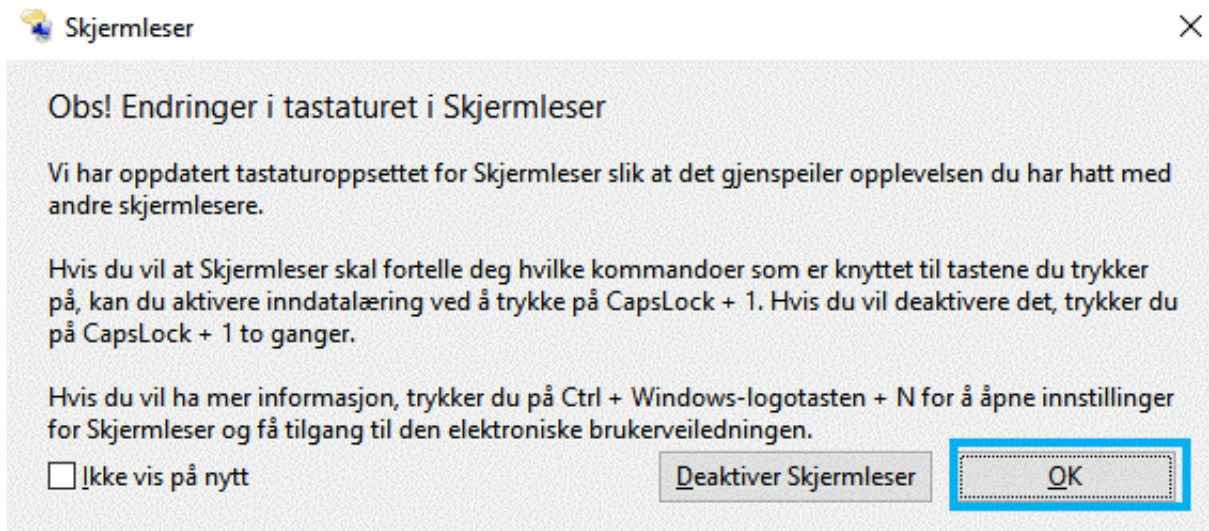 Skjermleser
Obs! Endringer i tastaturet i Skjermleser
Vi har oppdatert tastaturoppsettet for Skjermleser slik at det gjenspeiler opplevelsen du har hatt med
andre skjermlesere.
Hvis du vil at Skjermleser skal fortelle deg hvilke kommandoer som er knyttet til tastene du trykker
på, kan du aktivere inndatalæring ved å trykke på CapsLock + 1. Hvis du vil deaktivere det, trykker du
på CapsLock + 1 to ganger.
Hvis du vil ha mer informasjon, trykker du på Ctrl + Windows-logotasten + N for å åpne innstillinger
for Skjermleser og få tilgang til den elektroniske brukerveiledningen.
Ikke vis på nytt
Deaktiver Skjermleser
OK